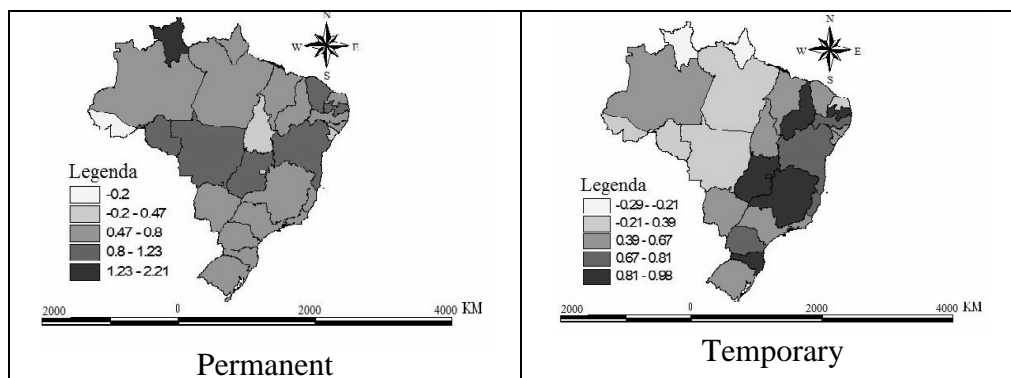 N
W E
S
Legenda
-0.2
-0.2 - 0.47
0.47 - 0.8
0.8 - 1.23
1.23 - 2.21
2000 0 2000 4000 KM
Permanent
N
W E
S
Legenda
-0.29 - -0.21
-0.21 - 0.39
0.39 - 0.67
0.67 - 0.81
0.81 - 0.98
2000 0 2000 4000 KM
Temporary